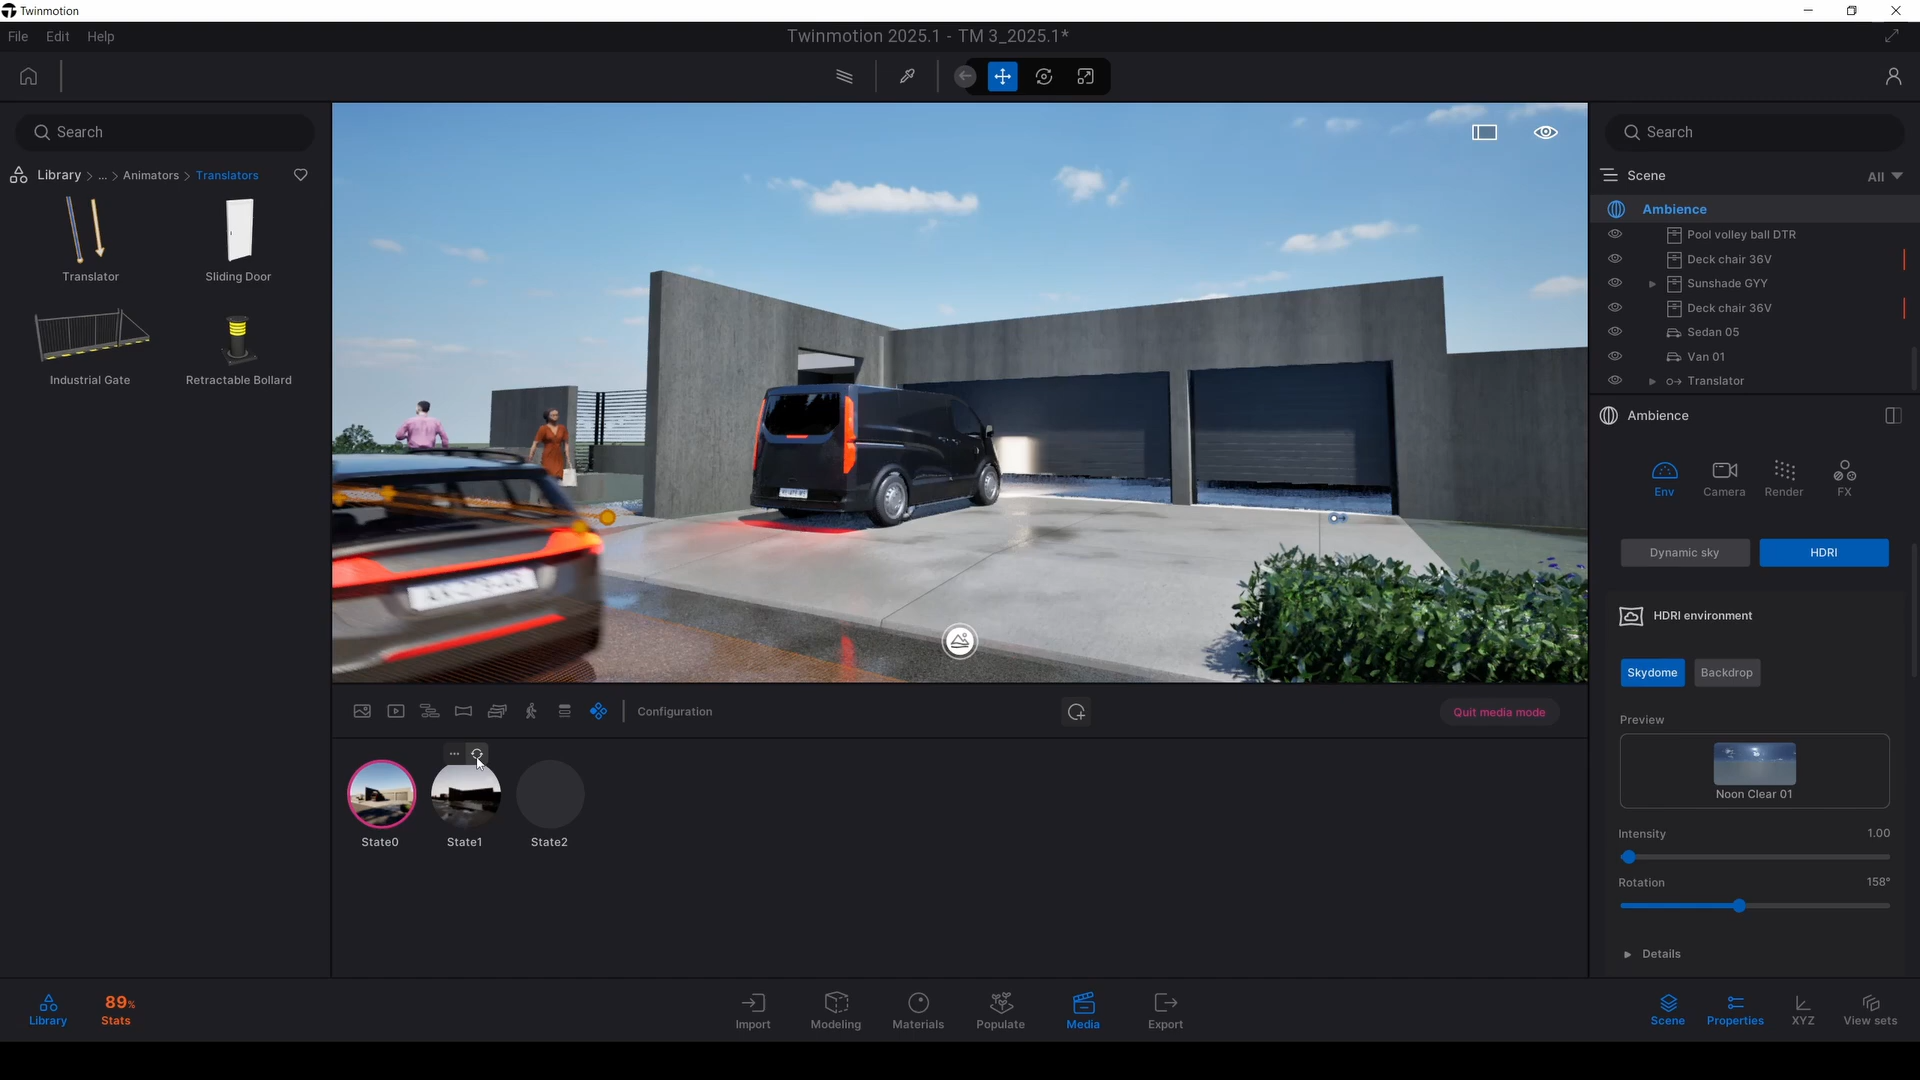 Twinmotion
File Edit Help
Twinmotion 2025.1 - TM 3_2025.1*
Search
Library > ... > Animators > Translators
Translator
Sliding Door
Industrial Gate
Retractable Bollard
Search
Scene
All
Ambience
Pool volley ball DTR
Deck chair 36V
Sunshade GYY
Deck chair 36V
Sedan 05
Van 01
Translator
Ambience
Env Camera Render FX
Dynamic sky HDRI
HDRI environment
Skydome Backdrop
Preview
Noon Clear 01
Intensity 1.00
Rotation 158°
Details
Configuration
Quit media mode
State0 State1 State2
Library
89% Stats
Import Modeling Materials Populate Media Export
Scene Properties XYZ View sets